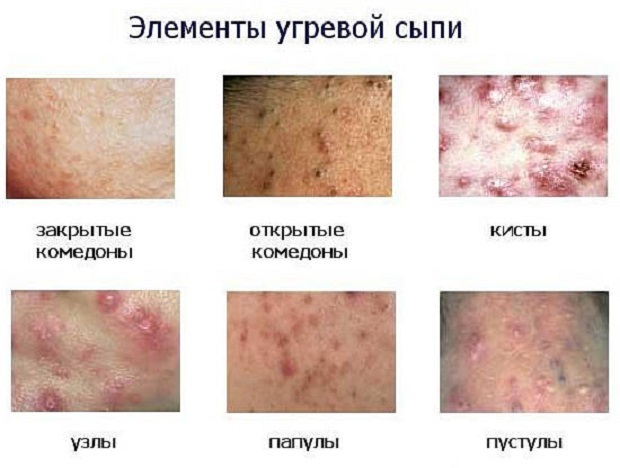 Элементы угревой сыпи
закрытые
комедоны
открытые
комедоны
кисты
узлы
папулы
пустулы